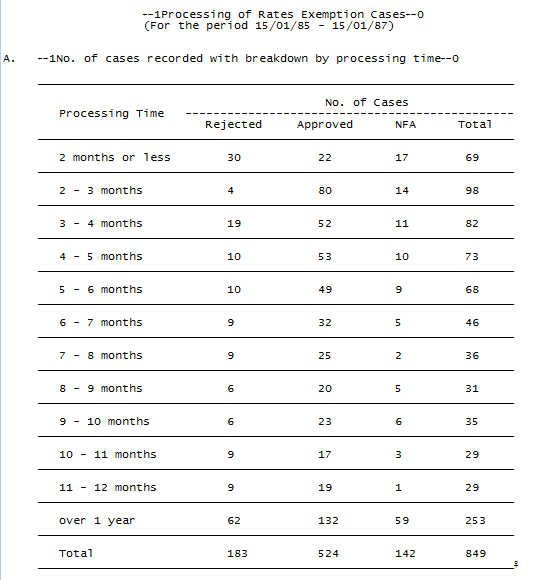 --1Processing of Rates Exemption Cases--0
(For the period 15/01/85 - 15/01/87)
A. --1No. of cases recorded with breakdown by processing time--0
No. of Cases
Processing Time
Rejected Approved NFA Total
2 months or less 30 22 17 69
2 - 3 months 4 80 14 98
3 - 4 months 19 52 11 82
4 - 5 months 10 53 10 73
5 - 6 months 10 49 9 68
6 - 7 months 9 32 5 46
7 - 8 months 9 25 2 36
8 - 9 months 6 20 5 31
9 - 10 months 6 23 6 35
10 - 11 months 9 17 3 29
11 - 12 months 9 19 1 29
over 1 year 62 132 59 253
Total 183 524 142 849